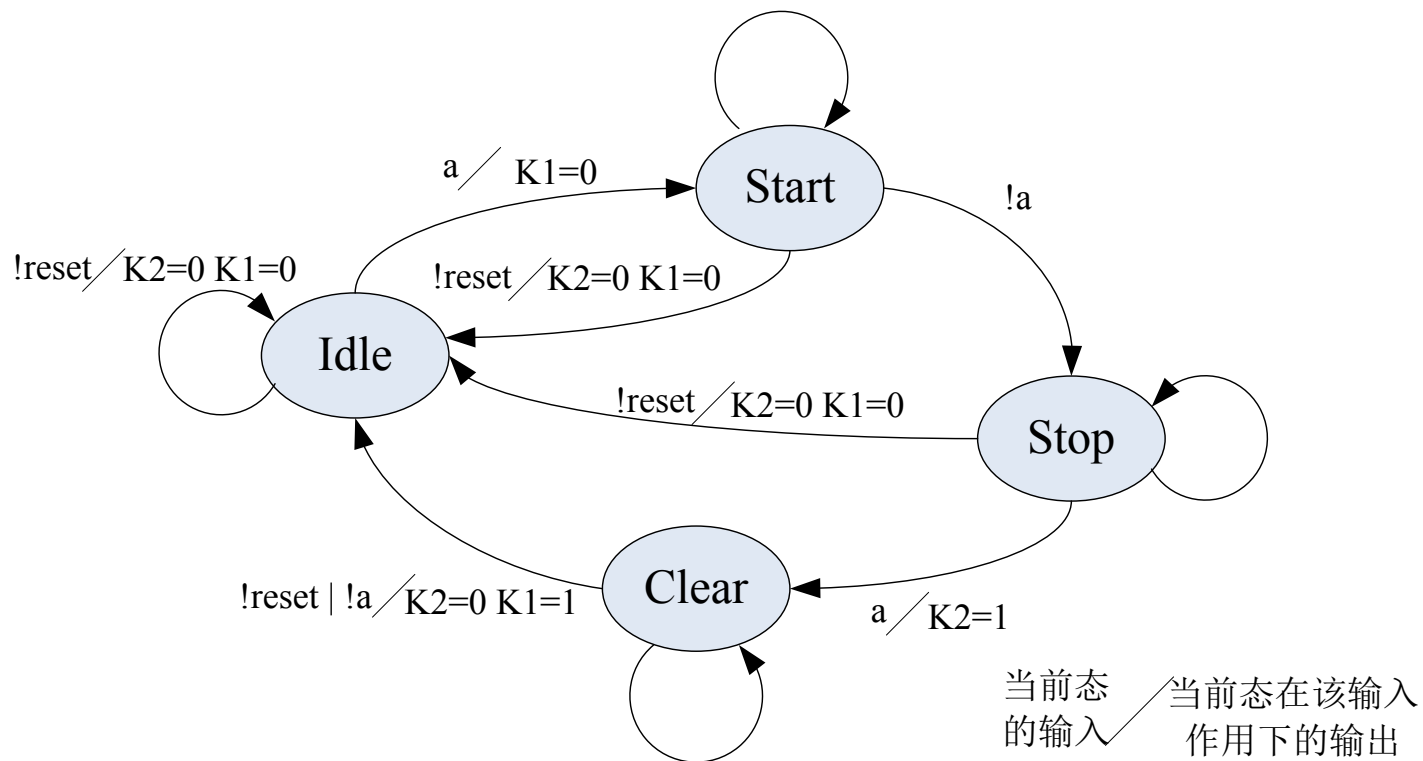 a／K1=0
Start
!a
!reset／K2=0 K1=0
!reset／K2=0 K1=0
Idle
!reset／K2=0 K1=0
Stop
Clear
!reset | !a／K2=0 K1=1
a／K2=1
当前态
的输入／当前态在该输入
作用下的输出